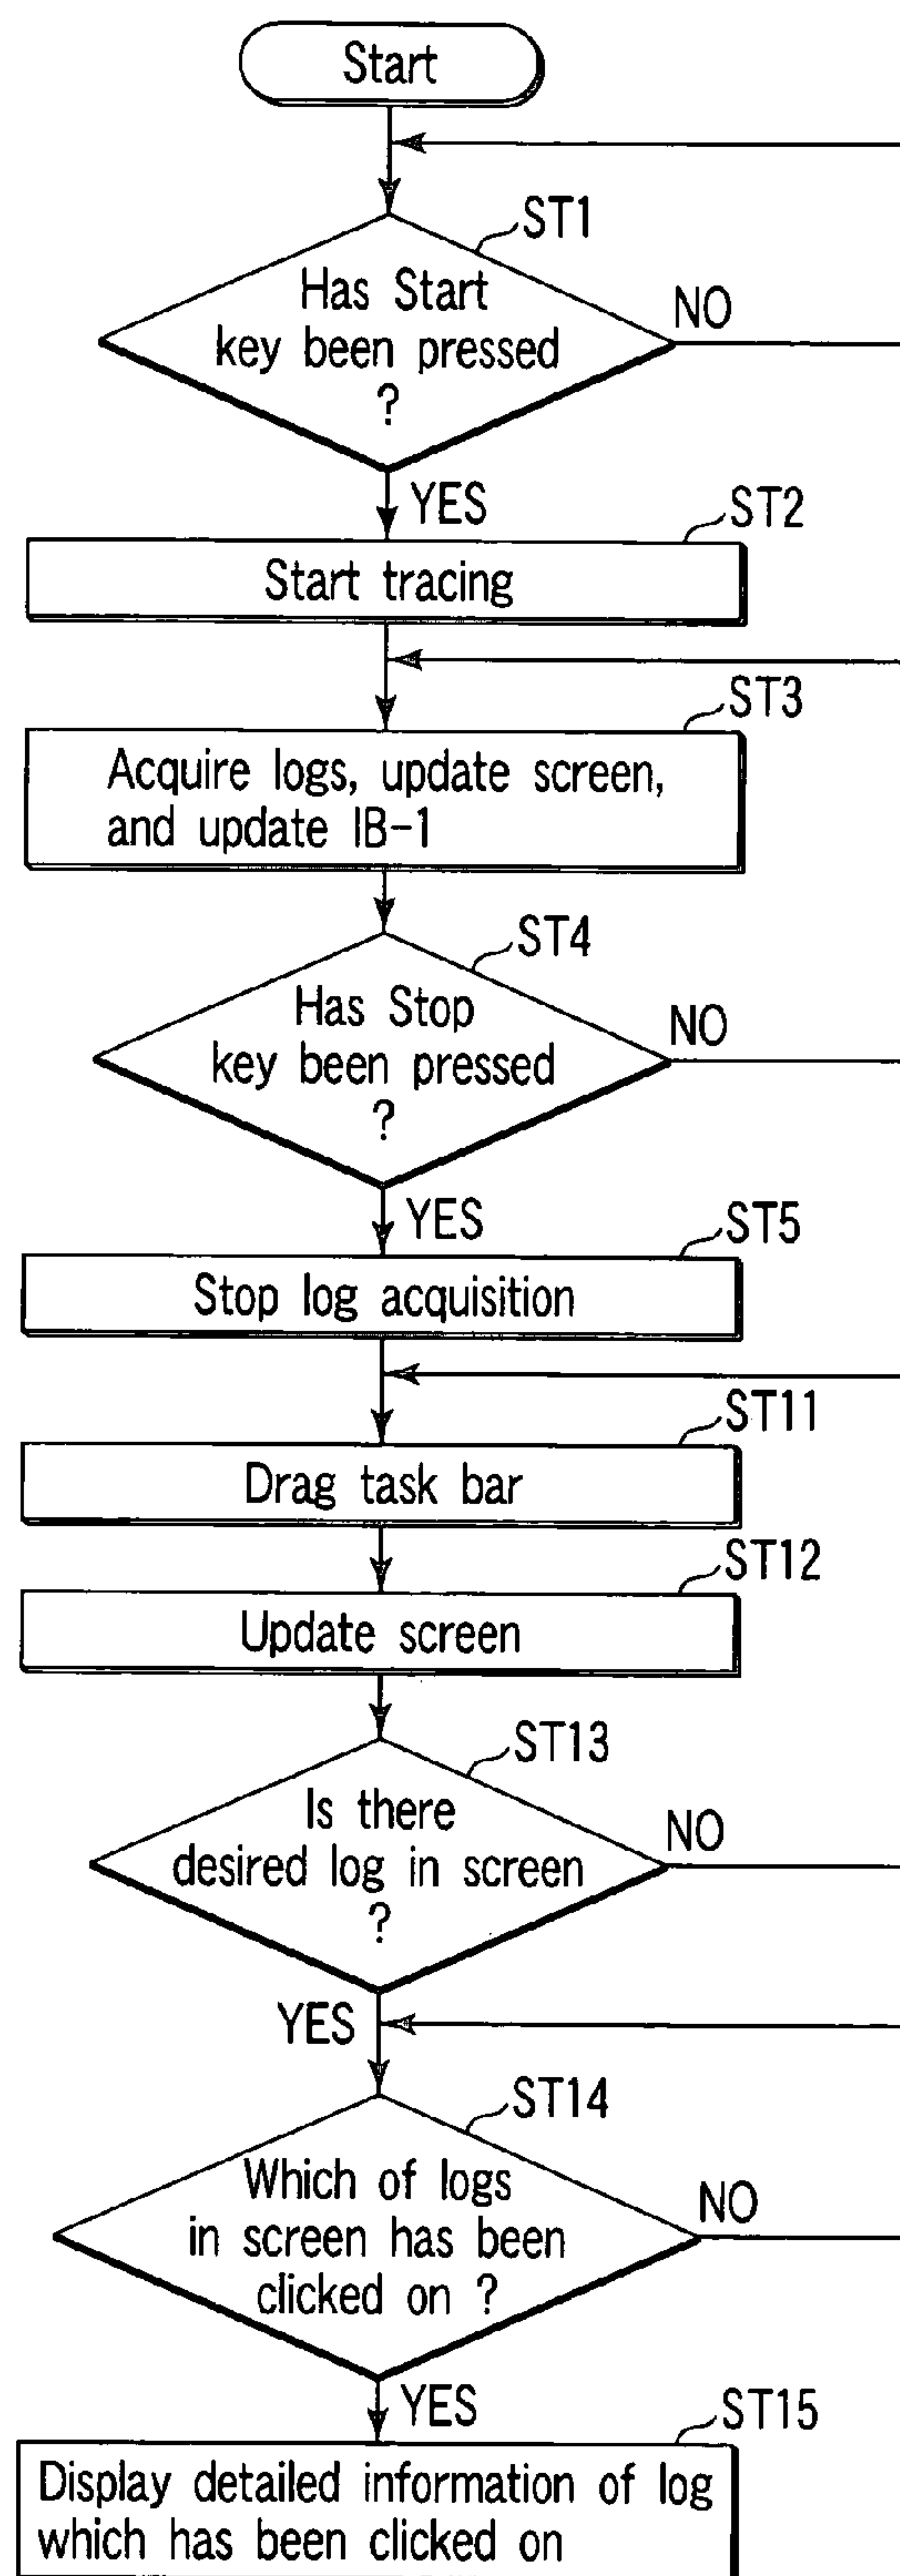 Start
ST1
Has Start
key been pressed
?
NO
YES
ST2
Start tracing
ST3
Acquire logs, update screen,
and update IB-1
ST4
Has Stop
key been pressed
?
NO
YES
ST5
Stop log acquisition
ST11
Drag task bar
ST12
Update screen
ST13
Is there
desired log in screen
?
NO
YES
ST14
Which of logs
in screen has been
clicked on ?
NO
YES
ST15
Display detailed information of log
which has been clicked on